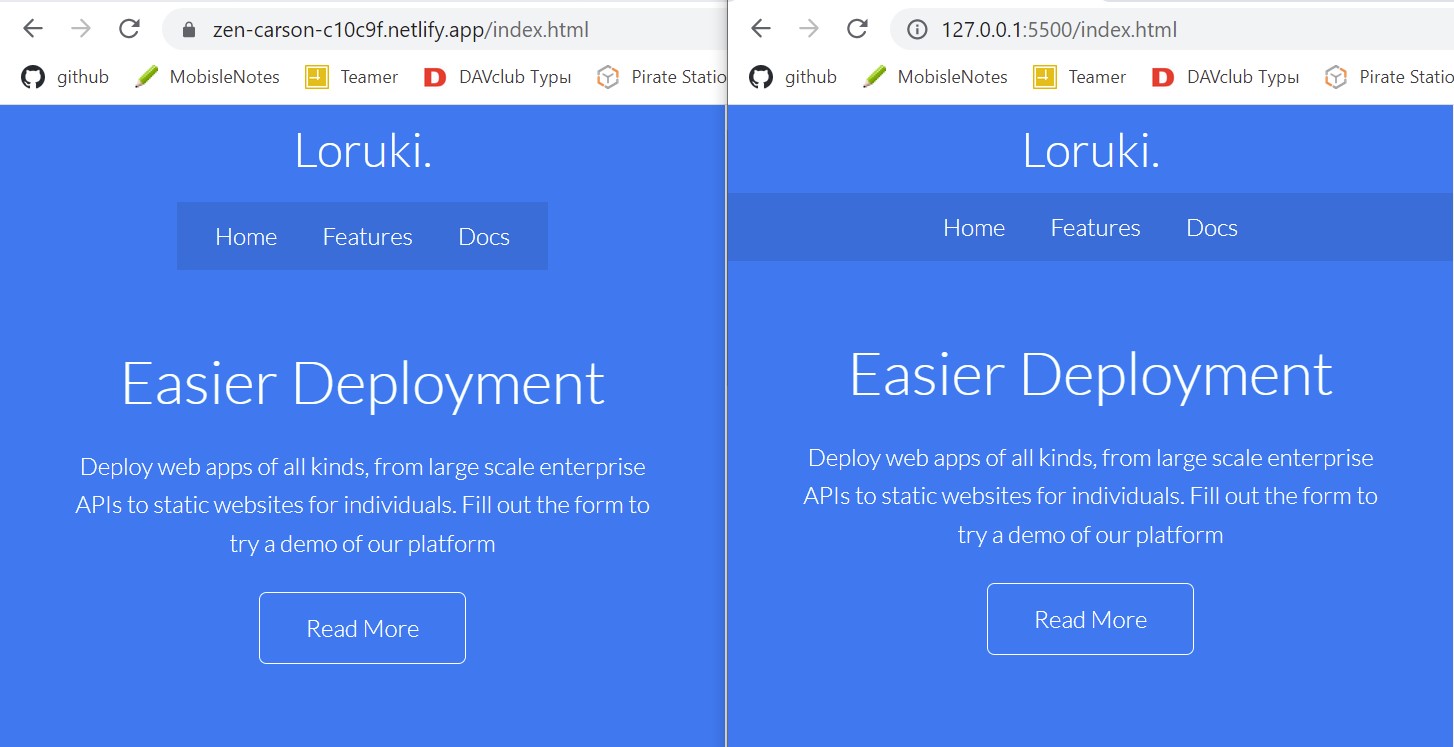 zen-carson-c10c9f.netlify.app/index.html
github MobisleNotes Teamer DAVclub Туры Pirate Statio
Loruki.
Home Features Docs
Easier Deployment
Deploy web apps of all kinds, from large scale enterprise
APIs to static websites for individuals. Fill out the form to
try a demo of our platform
Read More
127.0.0.1:5500/index.html
github MobisleNotes Teamer DAVclub Туры Pirate Statio
Loruki.
Home Features Docs
Easier Deployment
Deploy web apps of all kinds, from large scale enterprise
APIs to static websites for individuals. Fill out the form to
try a demo of our platform
Read More